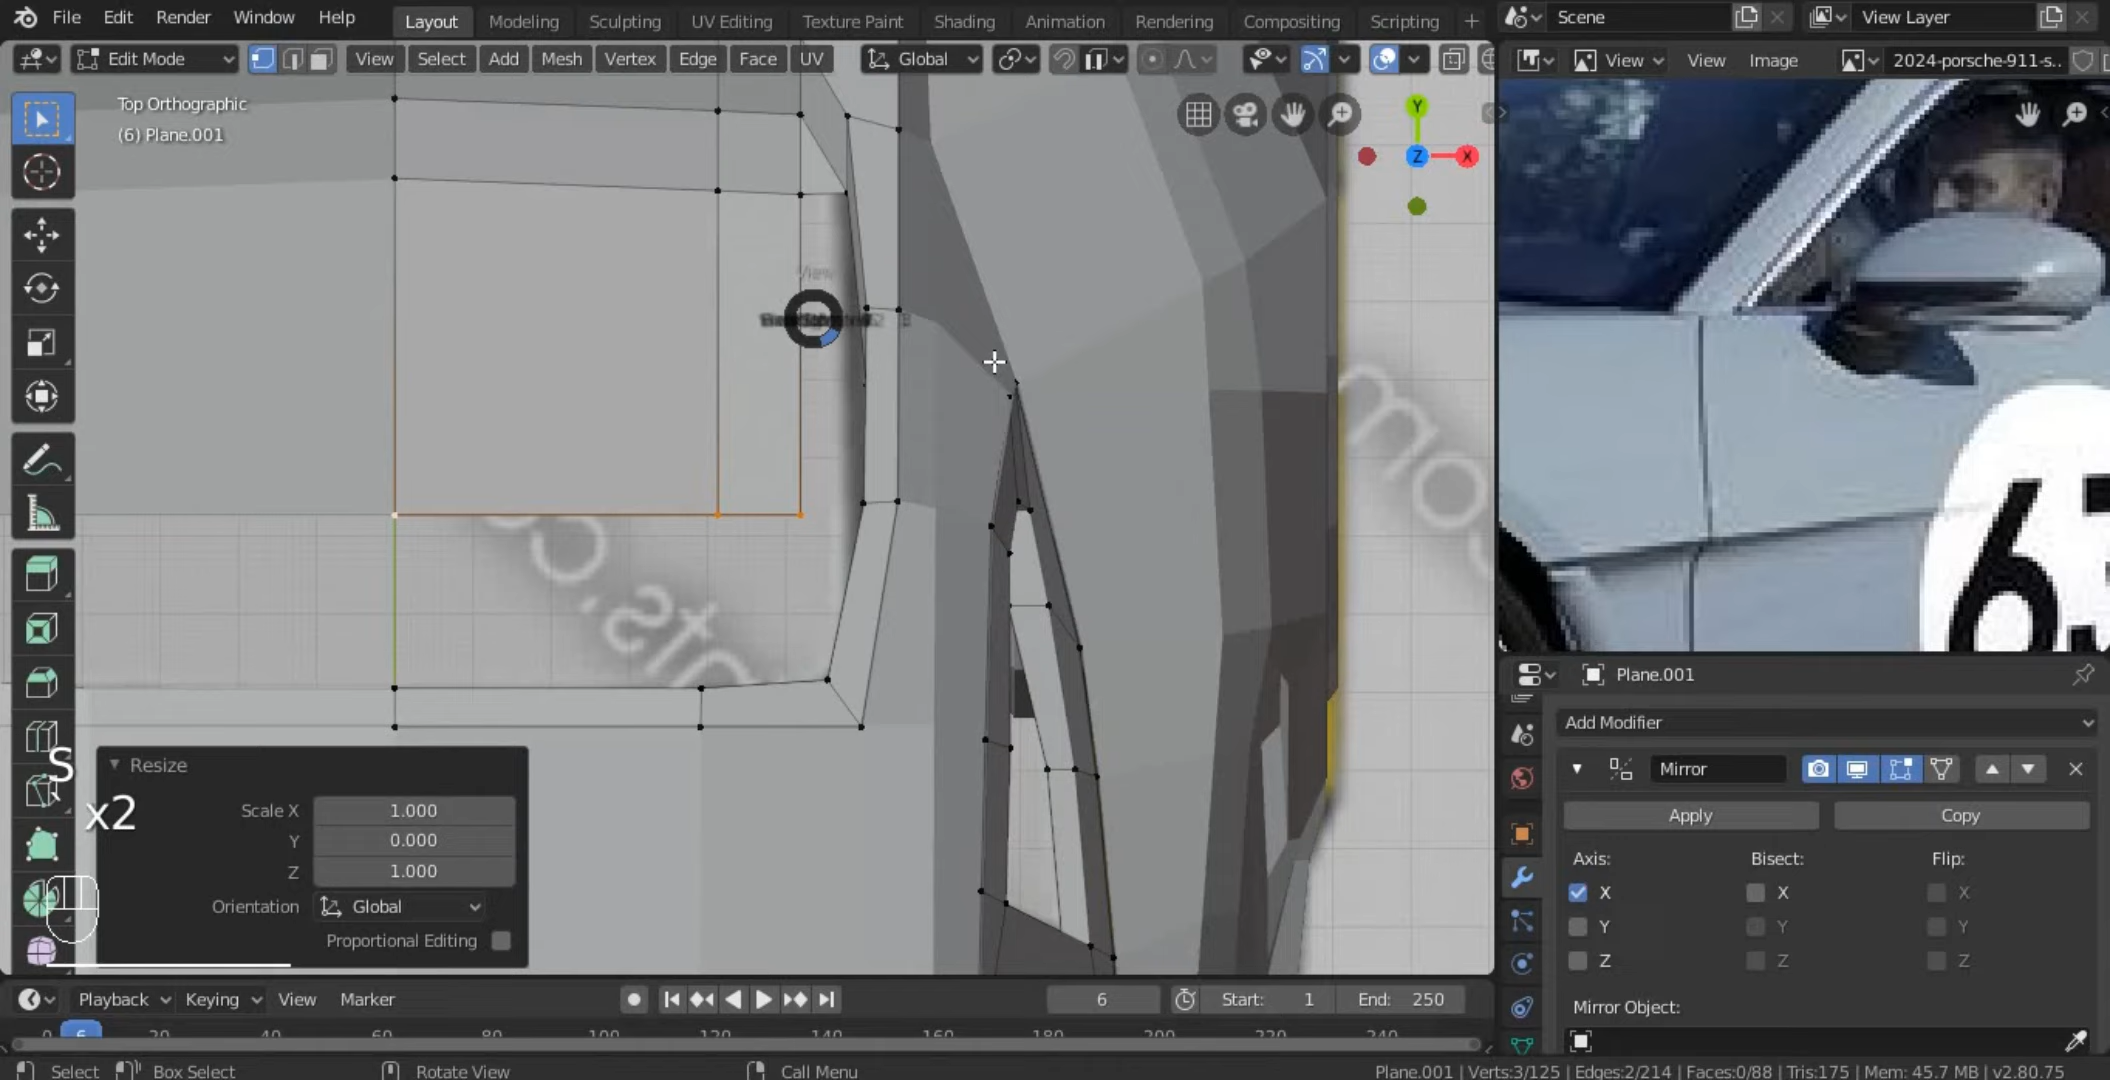 File Edit Render Window Help Layout Modeling Sculpting UV Editing Texture Paint Shading Animation Rendering Compositing Scripting + Scene View Layer
Edit Mode View Select Add Mesh Vertex Edge Face UV Global View View Image 2024-porsche-911-s..
Top Orthographic
(6) Plane.001
Y
Z X
View
63
Plane.001
Add Modifier
Mirror
Apply Copy
Axis: Bisect: Flip:
X X X
Y Y Y
Z Z Z
Mirror Object:
S
x2
Resize
Scale X 1.000
Y 0.000
Z 1.000
Orientation Global
Proportional Editing
Playback Keying View Marker 6 Start: 1 End: 250
0 6 20 40 60 80 100 120 140 160 180 200 220 240
Select Box Select Rotate View Call Menu Plane.001 | Verts:3/125 | Edges:2/214 | Faces:0/88 | Tris:175 | Mem: 45.7 MB | v2.80.75